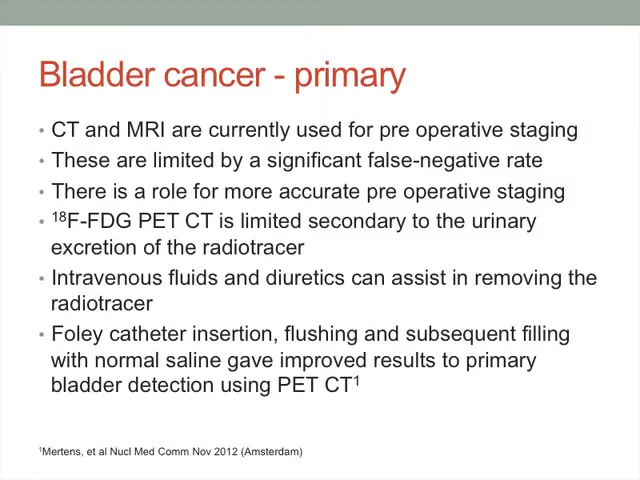 Bladder cancer - primary
• CT and MRI are currently used for pre operative staging
• These are limited by a significant false-negative rate
• There is a role for more accurate pre operative staging
• ¹⁸F-FDG PET CT is limited secondary to the urinary
excretion of the radiotracer
• Intravenous fluids and diuretics can assist in removing the
radiotracer
• Foley catheter insertion, flushing and subsequent filling
with normal saline gave improved results to primary
bladder detection using PET CT¹
¹Mertens, et al Nucl Med Comm Nov 2012 (Amsterdam)